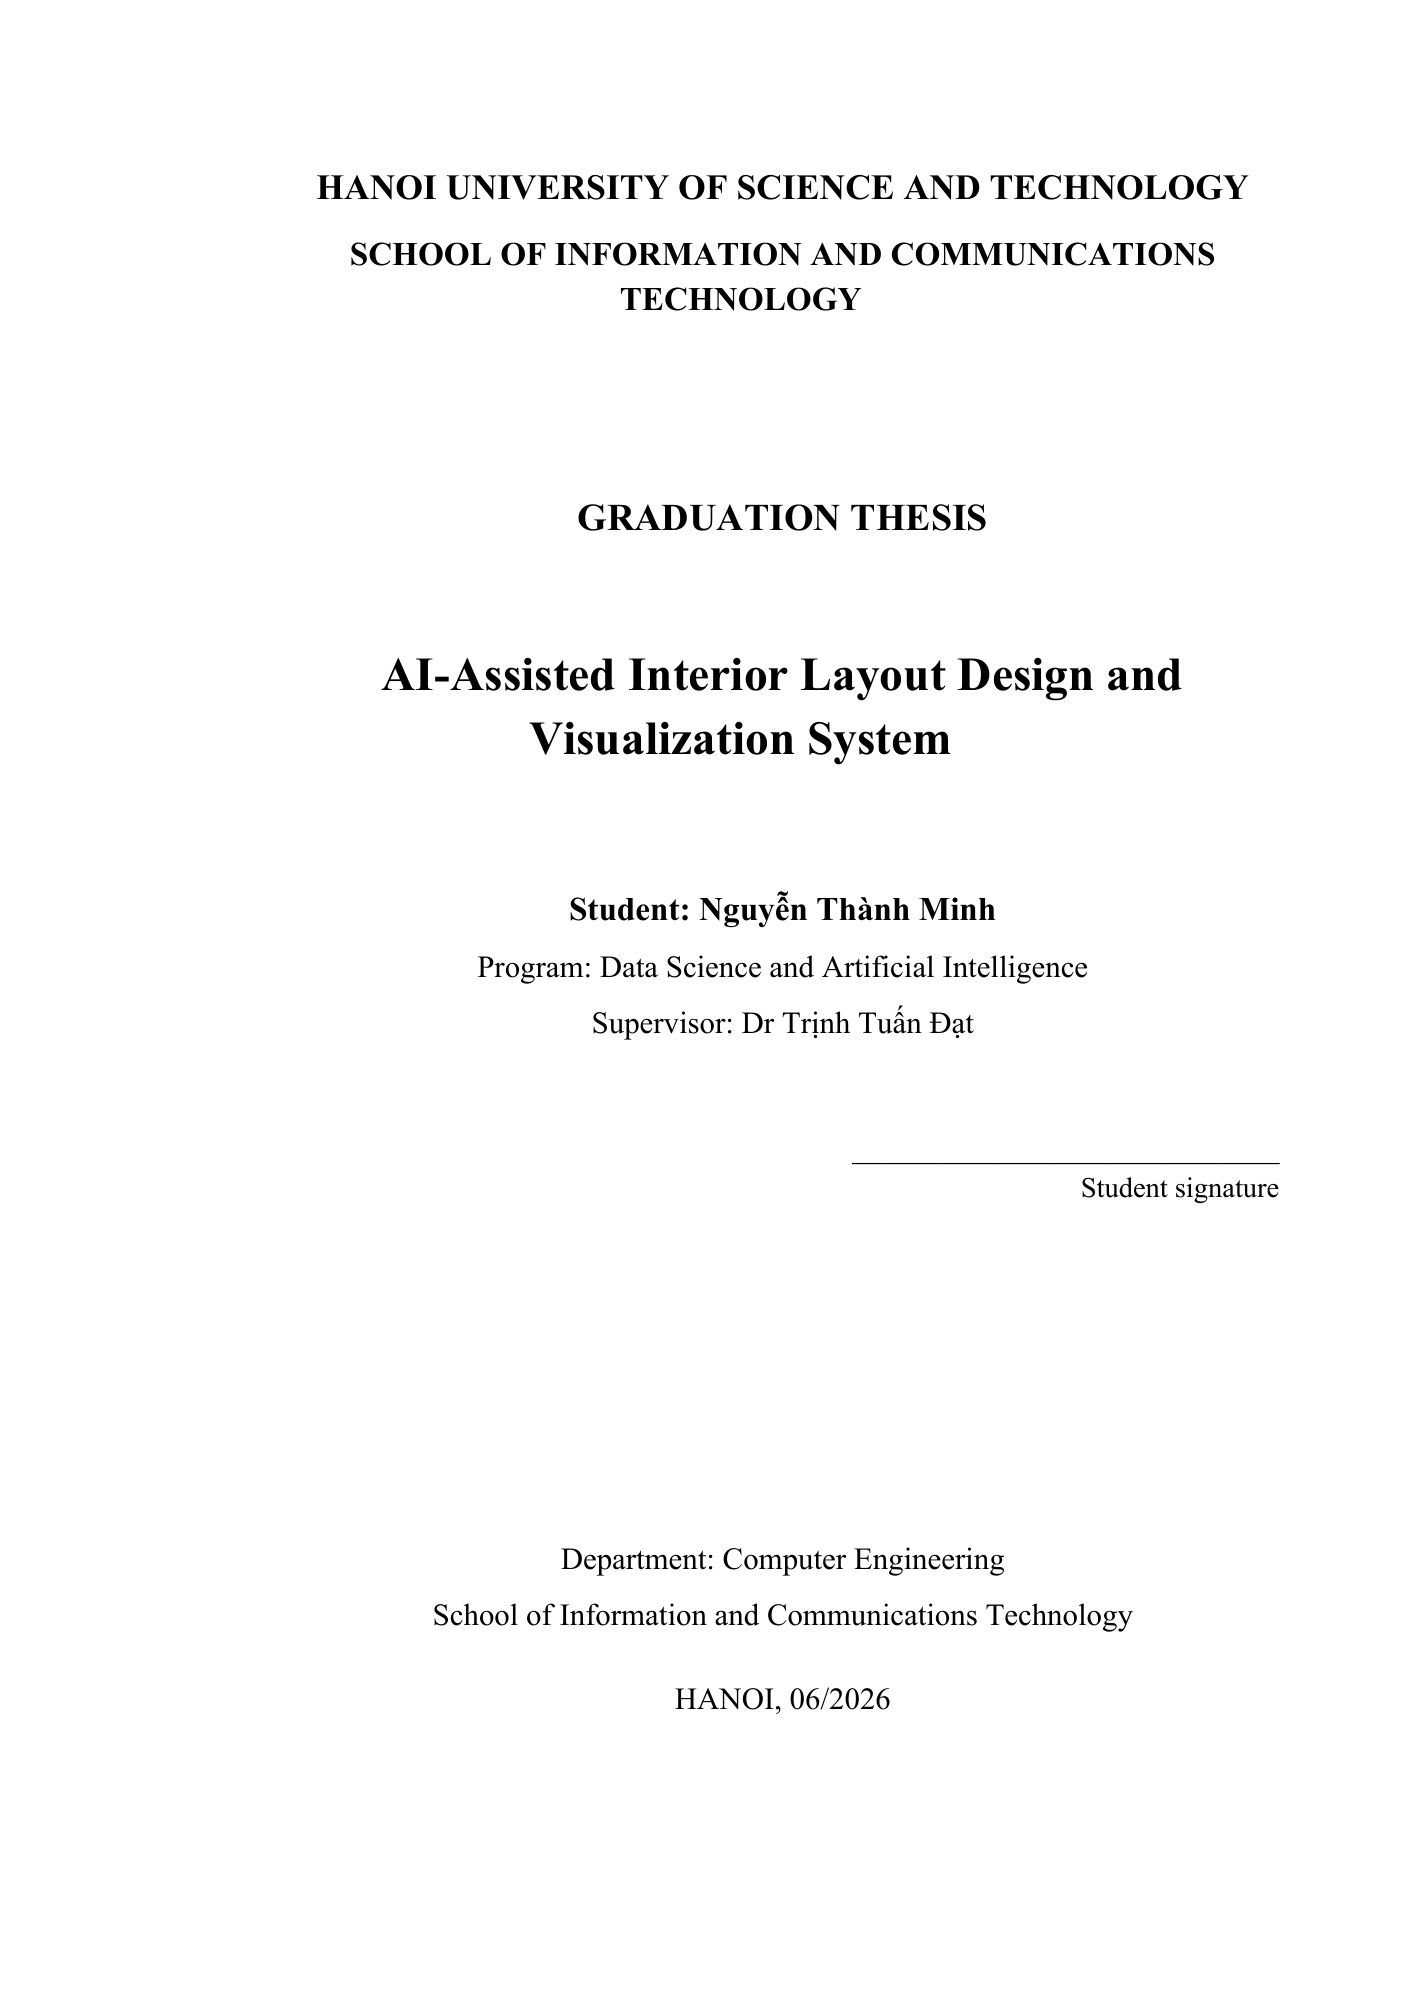 HANOI UNIVERSITY OF SCIENCE AND TECHNOLOGY
SCHOOL OF INFORMATION AND COMMUNICATIONS
TECHNOLOGY
GRADUATION THESIS
AI-Assisted Interior Layout Design and
Visualization System
Student: Nguyễn Thành Minh
Program: Data Science and Artificial Intelligence
Supervisor: Dr Trịnh Tuấn Đạt
Student signature
Department: Computer Engineering
School of Information and Communications Technology
HANOI, 06/2026